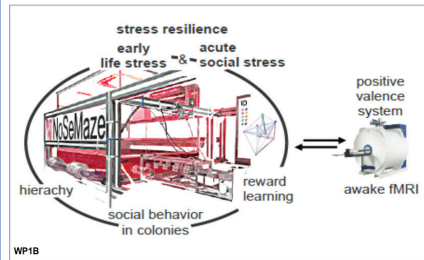 stress resilience
early life stress -&- acute social stress
NoSeMaze
ID
hierachy
social behavior
in colonies
reward
learning
positive
valence
system
awake fMRI
WP1B